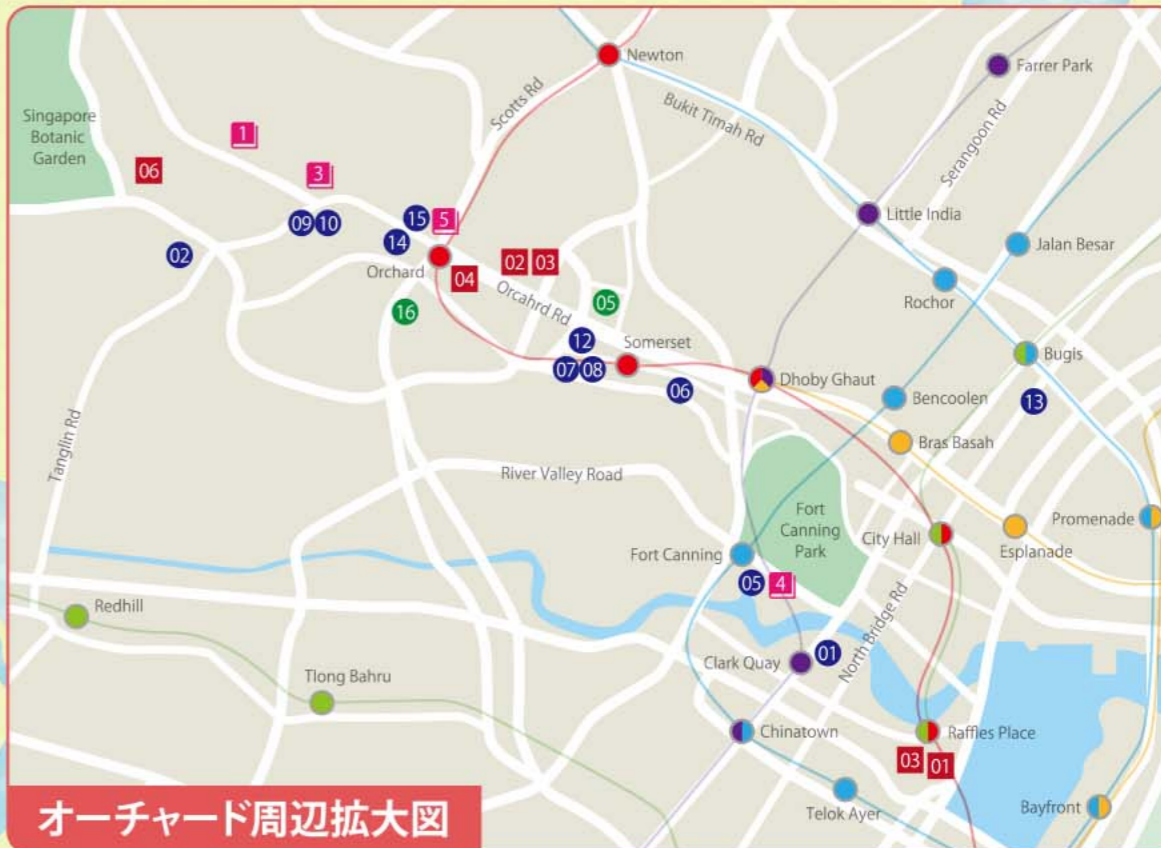 Newton
Farrer Park
Singapore
Botanic
Garden
Scotts Rd
Bukit Timah Rd
Serangoon Rd
1
06
3
Little India
09
10
15
5
02
14
Jalan Besar
Orchard
04
02
03
Rochor
16
Orcahrd Rd
05
12
Somerset
Bugis
07
08
06
Dhoby Ghaut
Bencoolen
13
Bras Basah
Tanglin Rd
River Valley Road
Fort
Canning
Park
Promenade
City Hall
Esplanade
Fort Canning
05
4
Redhill
North Bridge Rd
01
Clark Quay
Tlong Bahru
Chinatown
Raffles Place
03
01
Telok Ayer
Bayfront
オーチャード周辺拡大図